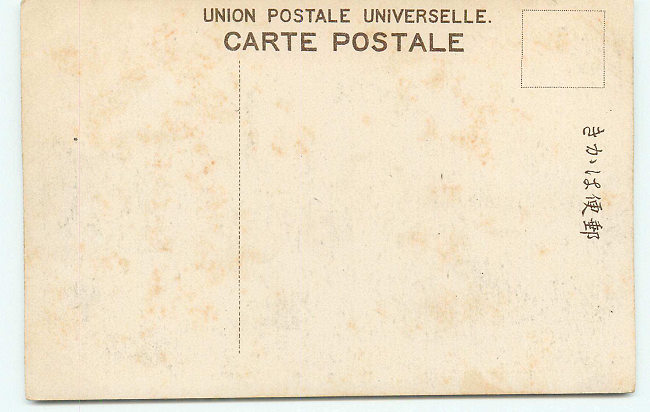 UNION POSTALE UNIVERSELLE.
CARTE POSTALE
きかは便郵